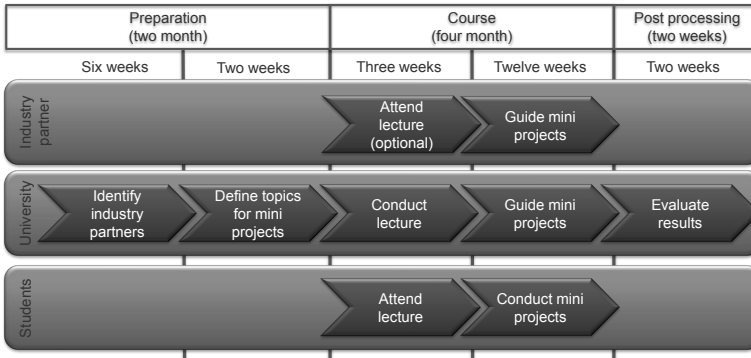 Preparation
(two month)
Course
(four month)
Post processing
(two weeks)
Six weeks
Two weeks
Three weeks
Twelve weeks
Two weeks
Industry
partner
Attend
lecture
(optional)
Guide mini
projects
University
Identify
industry
partners
Define topics
for mini
projects
Conduct
lecture
Guide mini
projects
Evaluate
results
Students
Attend
lecture
Conduct mini
projects